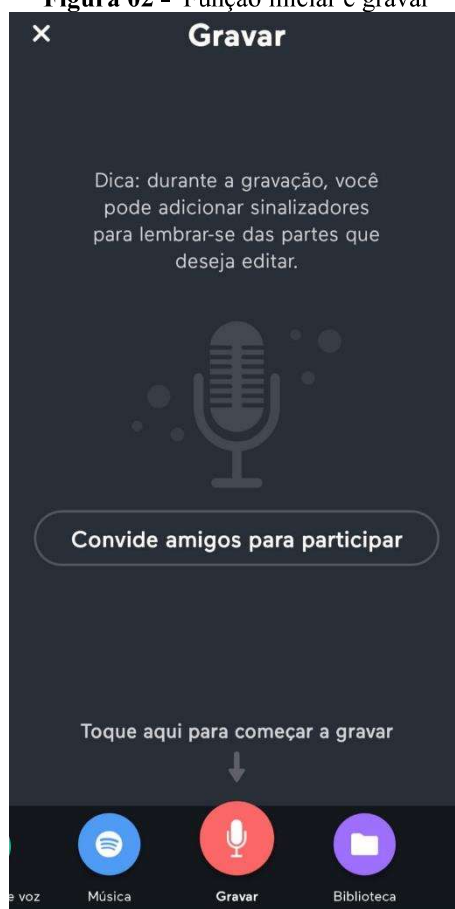 Figura 02 - Função iniciar e gravar
×
Gravar
Dica: durante a gravação, você
pode adicionar sinalizadores
para lembrar-se das partes que
deseja editar.
Convide amigos para participar
Toque aqui para começar a gravar
e voz
Música
Gravar
Biblioteca